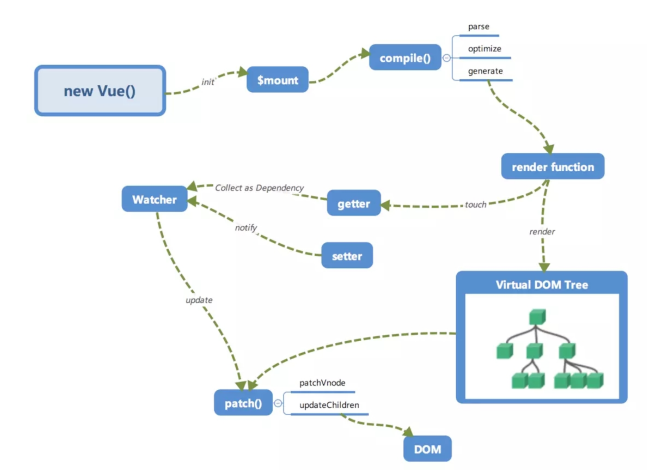 parse
new Vue()
init
$mount
compile()
optimize
generate
render function
Collect as Dependency
Watcher
getter
touch
notify
render
setter
Virtual DOM Tree
update
patchVnode
patch()
updateChildren
DOM